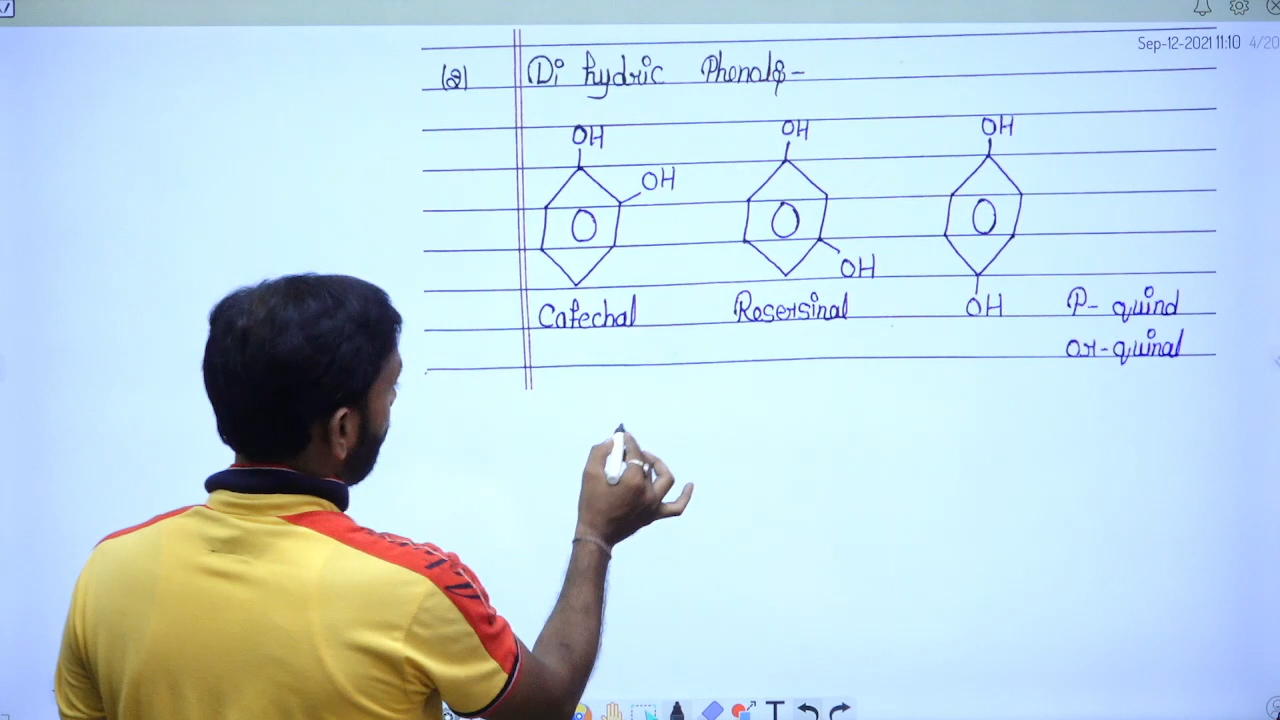 Sep-12-2021 11:10 4/20
(2) Di hydric Phenols-
OH OH OH
OH
OH
OH
Catechal Resersinal P- quind
or-quinal
T